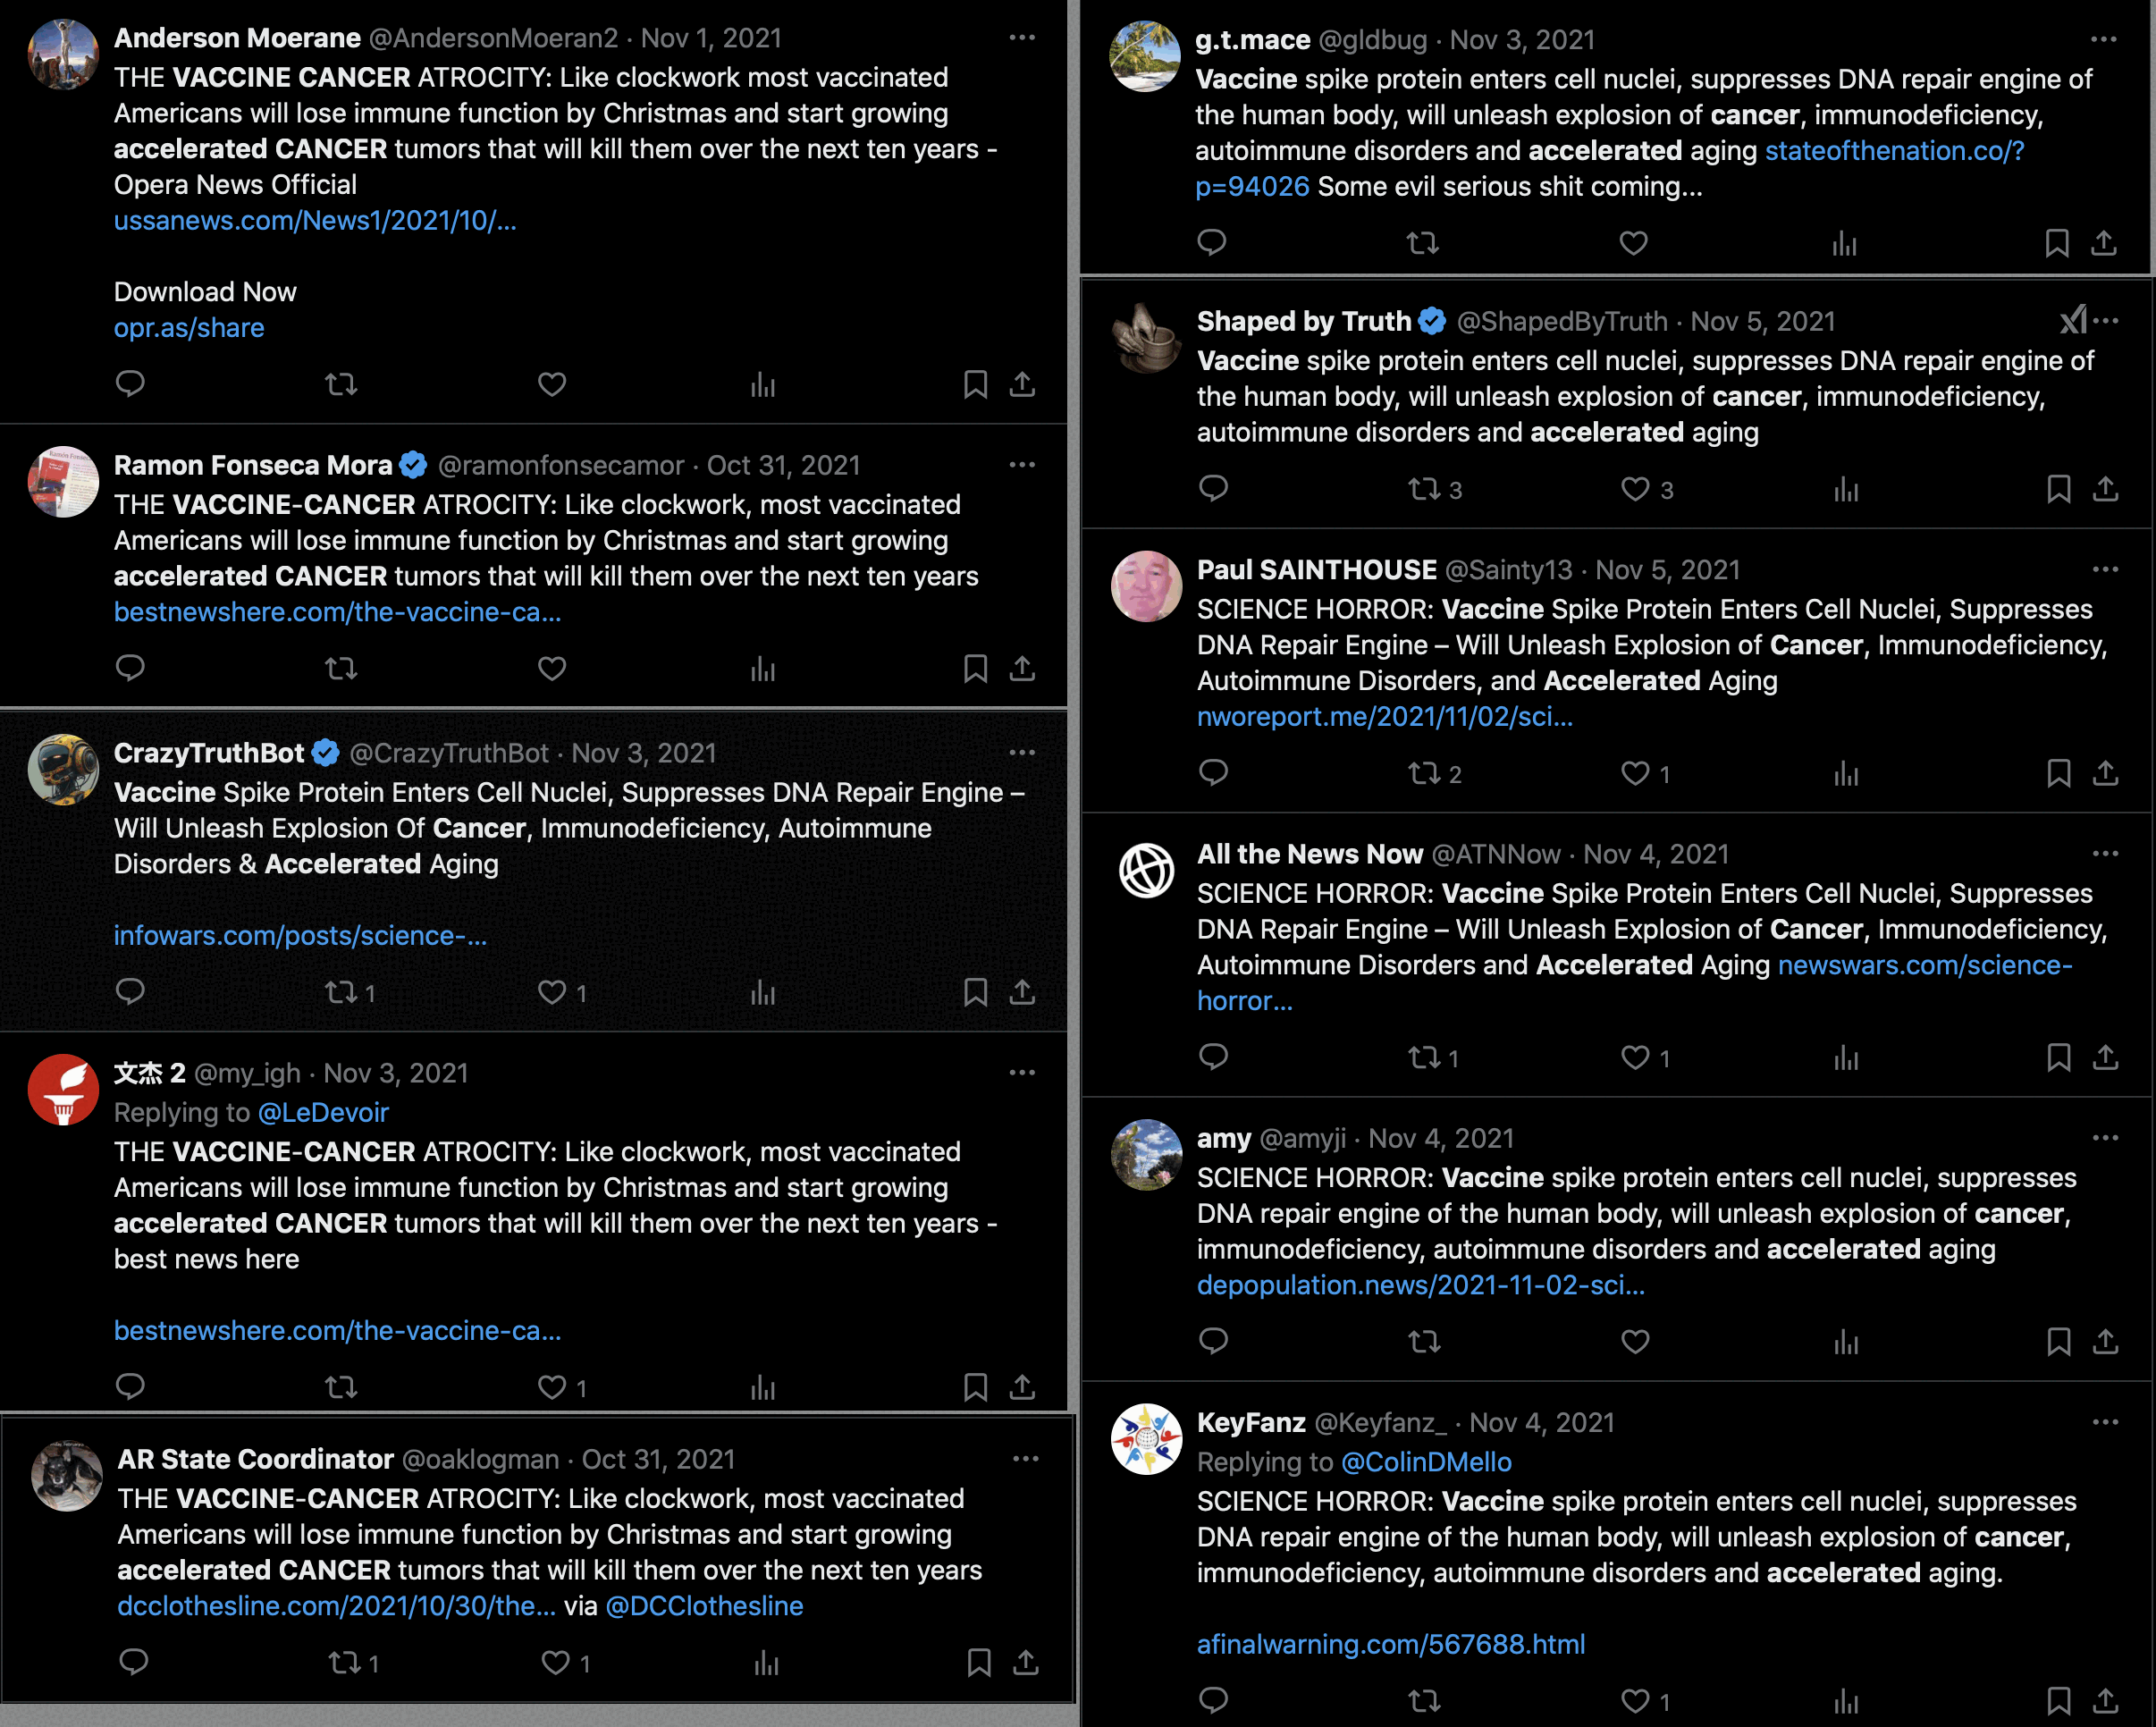 Anderson Moerane @AndersonMoeran2 · Nov 1, 2021
THE VACCINE CANCER ATROCITY: Like clockwork most vaccinated
Americans will lose immune function by Christmas and start growing
accelerated CANCER tumors that will kill them over the next ten years -
Opera News Official
ussanews.com/News1/2021/10/...
Download Now
opr.as/share
Ramon Fonseca Mora @ramonfonsecamor · Oct 31, 2021
THE VACCINE-CANCER ATROCITY: Like clockwork, most vaccinated
Americans will lose immune function by Christmas and start growing
accelerated CANCER tumors that will kill them over the next ten years
bestnewshere.com/the-vaccine-ca...
CrazyTruthBot @CrazyTruthBot · Nov 3, 2021
Vaccine Spike Protein Enters Cell Nuclei, Suppresses DNA Repair Engine –
Will Unleash Explosion Of Cancer, Immunodeficiency, Autoimmune
Disorders & Accelerated Aging
infowars.com/posts/science-...
1 1
文杰 2 @my_igh · Nov 3, 2021
Replying to @LeDevoir
THE VACCINE-CANCER ATROCITY: Like clockwork, most vaccinated
Americans will lose immune function by Christmas and start growing
accelerated CANCER tumors that will kill them over the next ten years -
best news here
bestnewshere.com/the-vaccine-ca...
1
AR State Coordinator @oaklogman · Oct 31, 2021
THE VACCINE-CANCER ATROCITY: Like clockwork, most vaccinated
Americans will lose immune function by Christmas and start growing
accelerated CANCER tumors that will kill them over the next ten years
dcclothesline.com/2021/10/30/the... via @DCClothesline
1 1
g.t.mace @gldbug · Nov 3, 2021
Vaccine spike protein enters cell nuclei, suppresses DNA repair engine of
the human body, will unleash explosion of cancer, immunodeficiency,
autoimmune disorders and accelerated aging stateofthenation.co/?
p=94026 Some evil serious shit coming...
Shaped by Truth @ShapedByTruth · Nov 5, 2021
Vaccine spike protein enters cell nuclei, suppresses DNA repair engine of
the human body, will unleash explosion of cancer, immunodeficiency,
autoimmune disorders and accelerated aging
3 3
Paul SAINTHOUSE @Sainty13 · Nov 5, 2021
SCIENCE HORROR: Vaccine Spike Protein Enters Cell Nuclei, Suppresses
DNA Repair Engine – Will Unleash Explosion of Cancer, Immunodeficiency,
Autoimmune Disorders, and Accelerated Aging
nworeport.me/2021/11/02/sci...
2 1
All the News Now @ATNNow · Nov 4, 2021
SCIENCE HORROR: Vaccine Spike Protein Enters Cell Nuclei, Suppresses
DNA Repair Engine – Will Unleash Explosion of Cancer, Immunodeficiency,
Autoimmune Disorders and Accelerated Aging newswars.com/science-
horror...
1 1
amy @amyji · Nov 4, 2021
SCIENCE HORROR: Vaccine spike protein enters cell nuclei, suppresses
DNA repair engine of the human body, will unleash explosion of cancer,
immunodeficiency, autoimmune disorders and accelerated aging
depopulation.news/2021-11-02-sci...
KeyFanz @Keyfanz_ · Nov 4, 2021
Replying to @ColinDMello
SCIENCE HORROR: Vaccine spike protein enters cell nuclei, suppresses
DNA repair engine of the human body, will unleash explosion of cancer,
immunodeficiency, autoimmune disorders and accelerated aging.
afinalwarning.com/567688.html
1